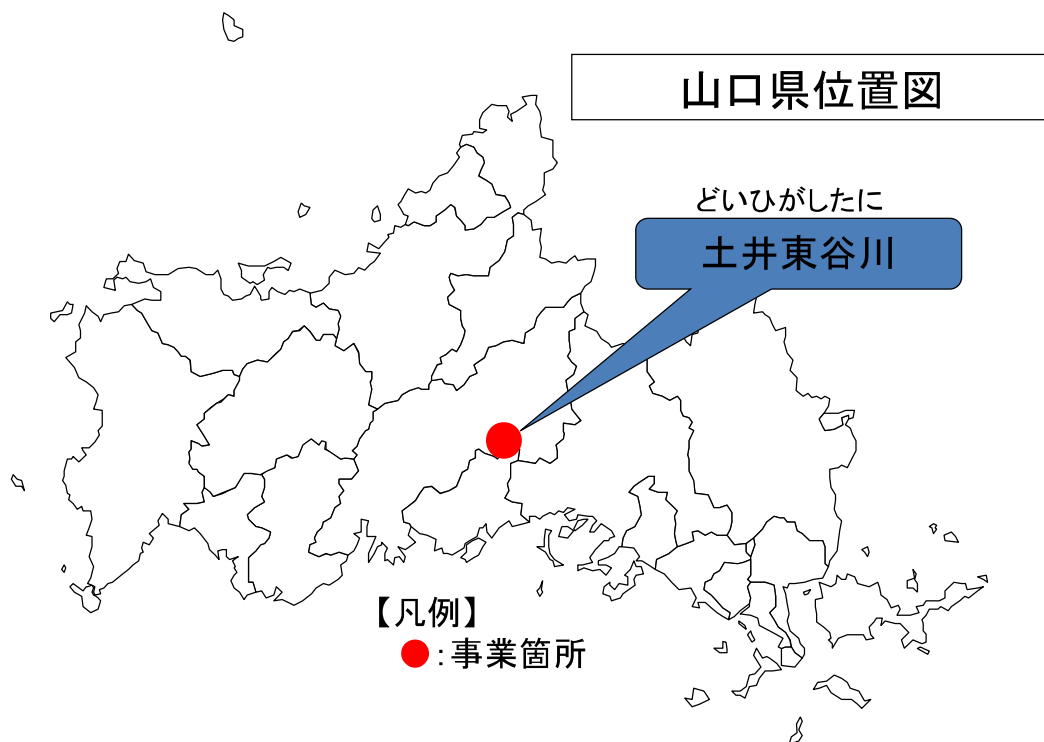 山口県位置図
どいひがしたに
土井東谷川
【凡例】
●:事業箇所